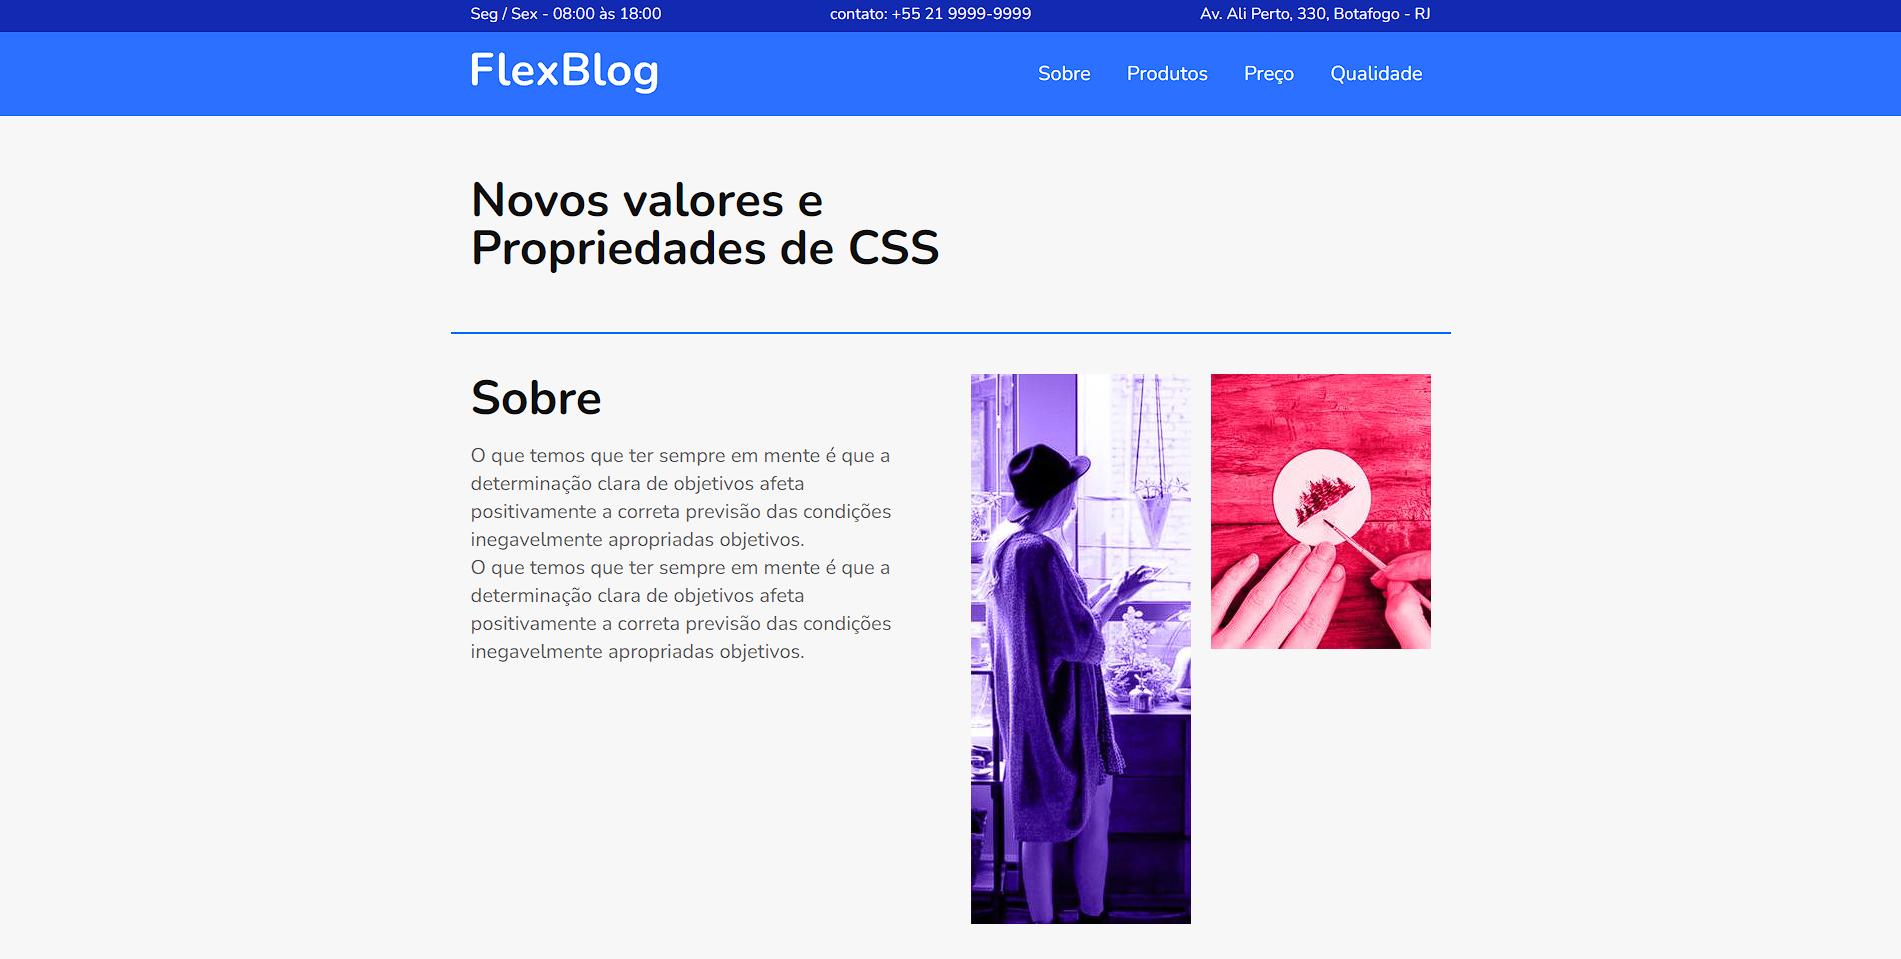 Seg / Sex - 08:00 às 18:00
contato: +55 21 9999-9999
Av. Ali Perto, 330, Botafogo - RJ
FlexBlog
Sobre
Produtos
Preço
Qualidade
Novos valores e
Propriedades de CSS
Sobre
O que temos que ter sempre em mente é que a
determinação clara de objetivos afeta
positivamente a correta previsão das condições
inegavelmente apropriadas objetivos.
O que temos que ter sempre em mente é que a
determinação clara de objetivos afeta
positivamente a correta previsão das condições
inegavelmente apropriadas objetivos.